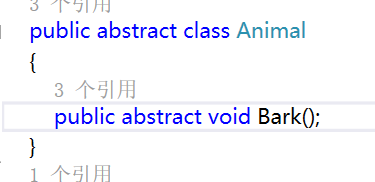 3 个引用
public abstract class Animal
{
3 个引用
public abstract void Bark();
}
1 个引用